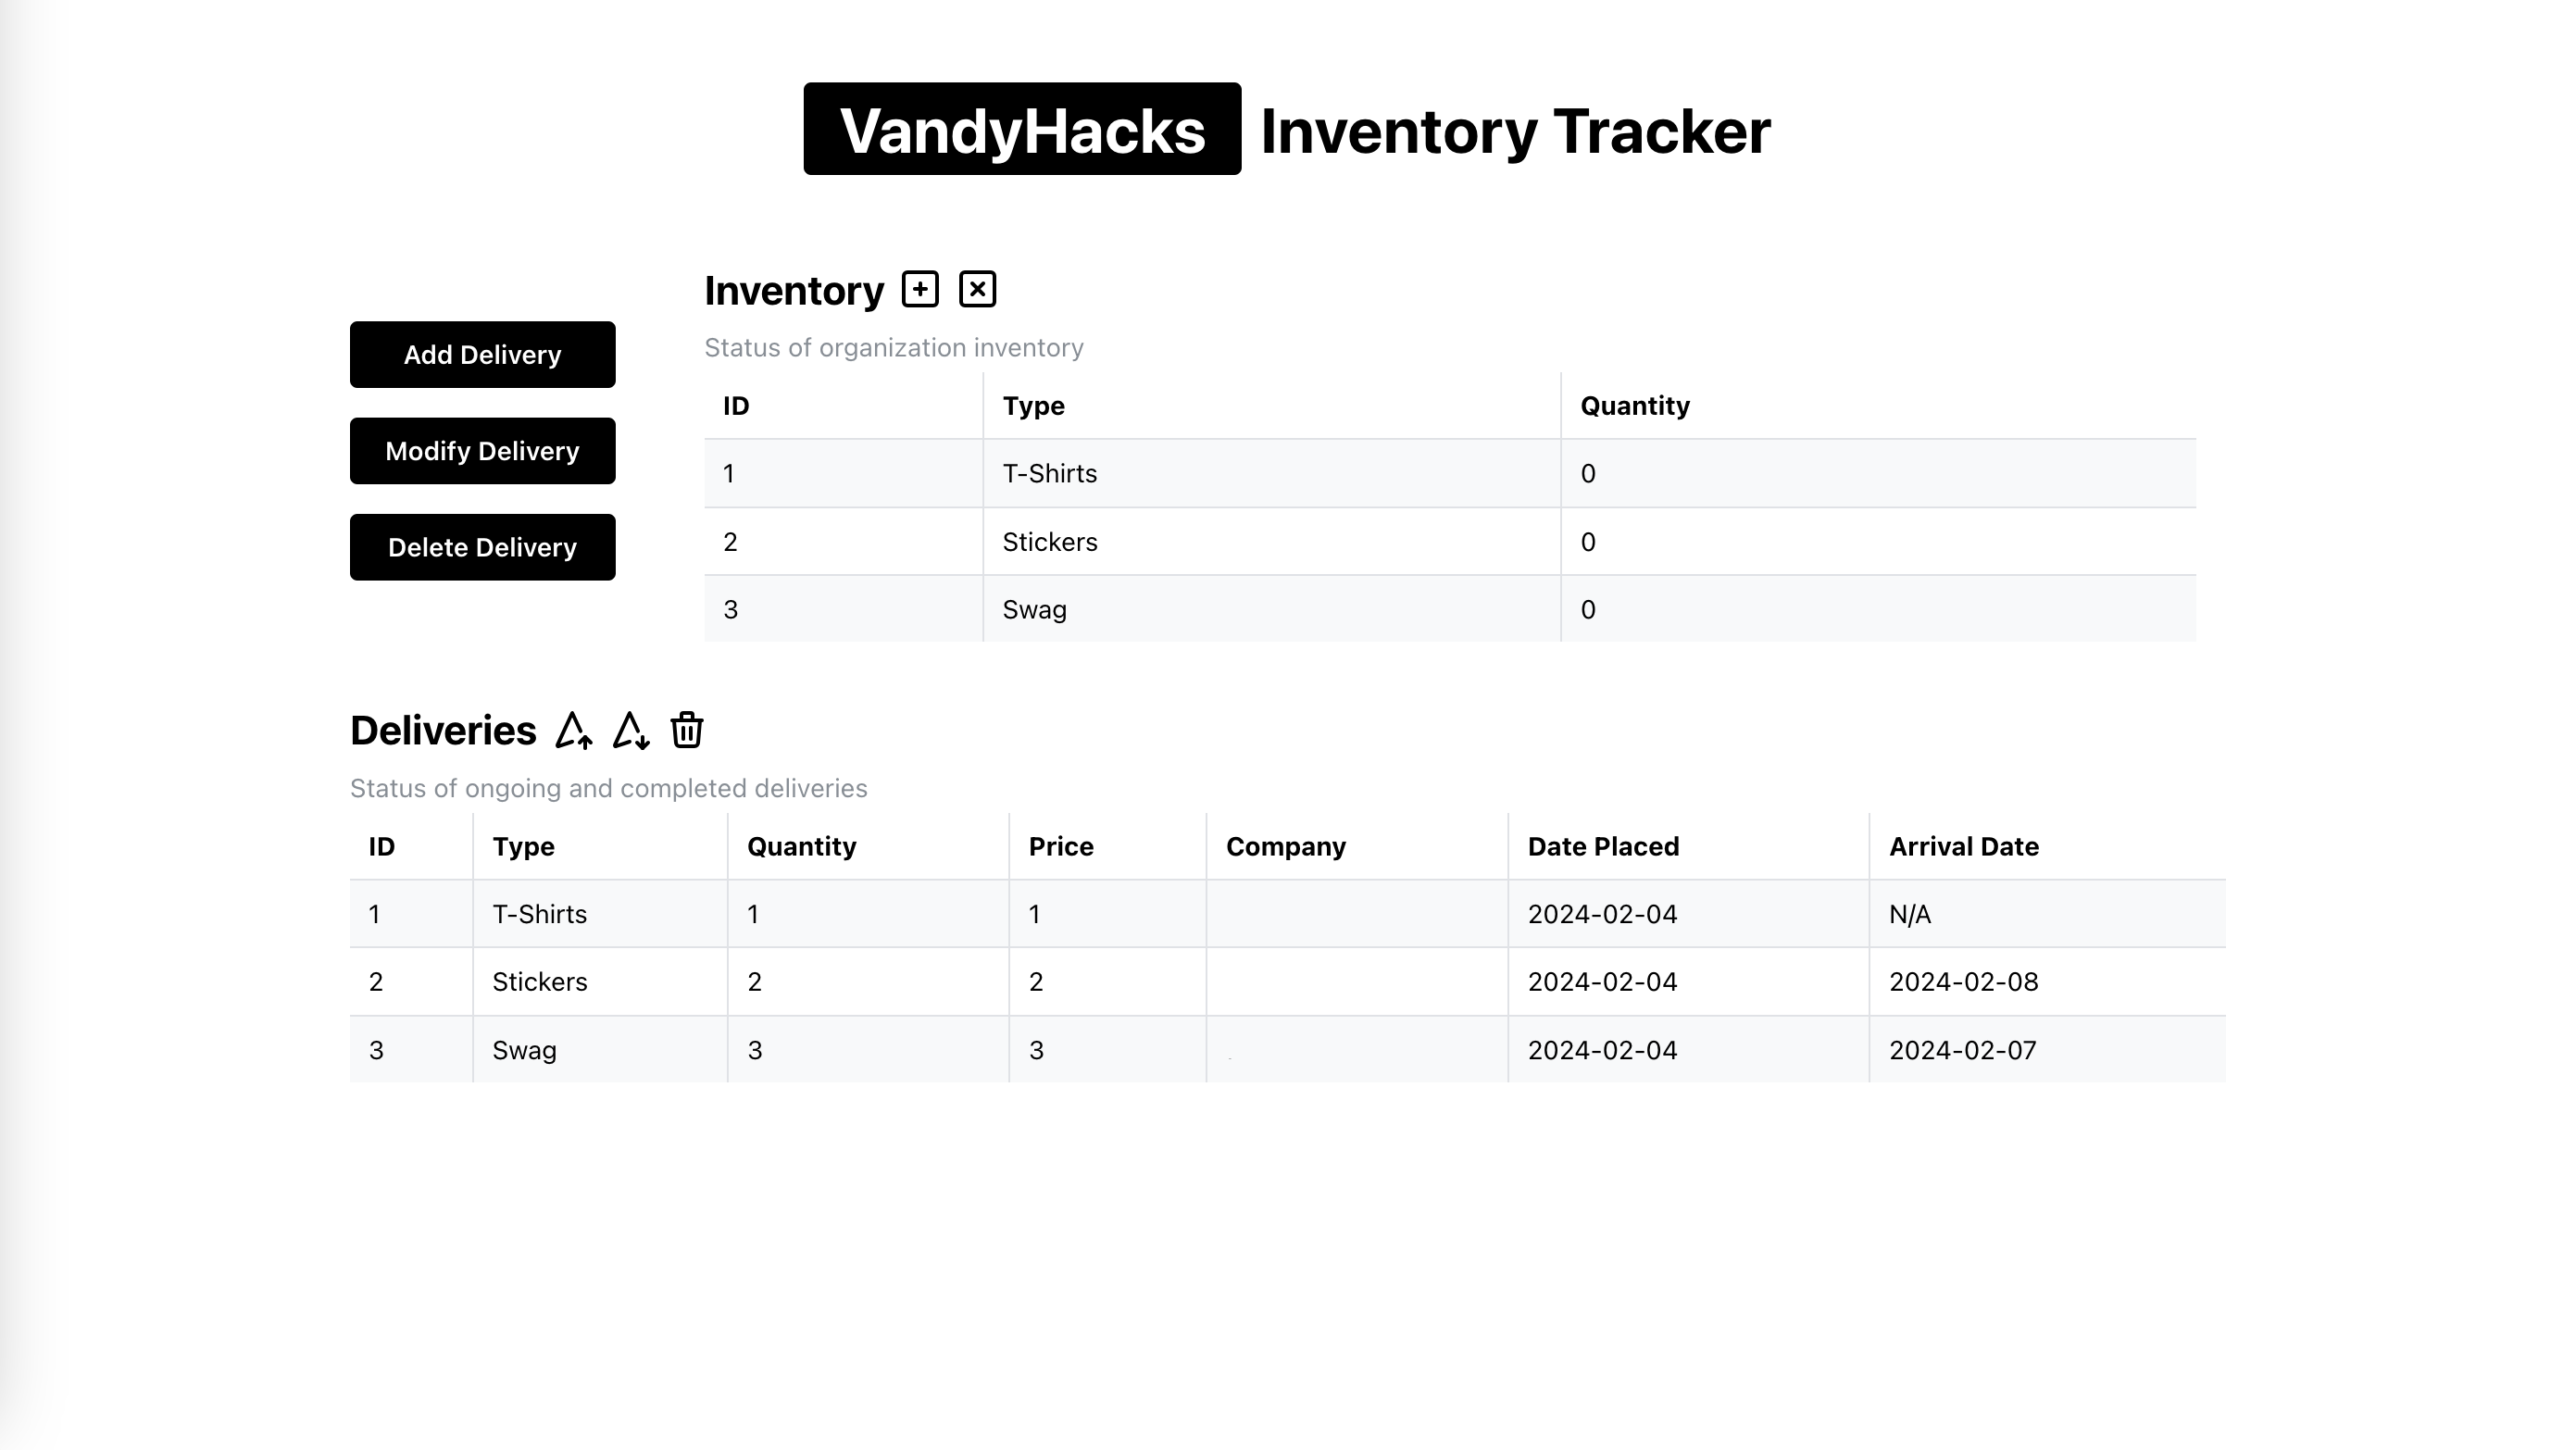 VandyHacks Inventory Tracker
Inventory
Add Delivery
Modify Delivery
Delete Delivery
Status of organization inventory
ID Type Quantity
1 T-Shirts 0
2 Stickers 0
3 Swag 0
Deliveries
Status of ongoing and completed deliveries
ID Type Quantity Price Company Date Placed Arrival Date
1 T-Shirts 1 1 2024-02-04 N/A
2 Stickers 2 2 2024-02-04 2024-02-08
3 Swag 3 3 2024-02-04 2024-02-07